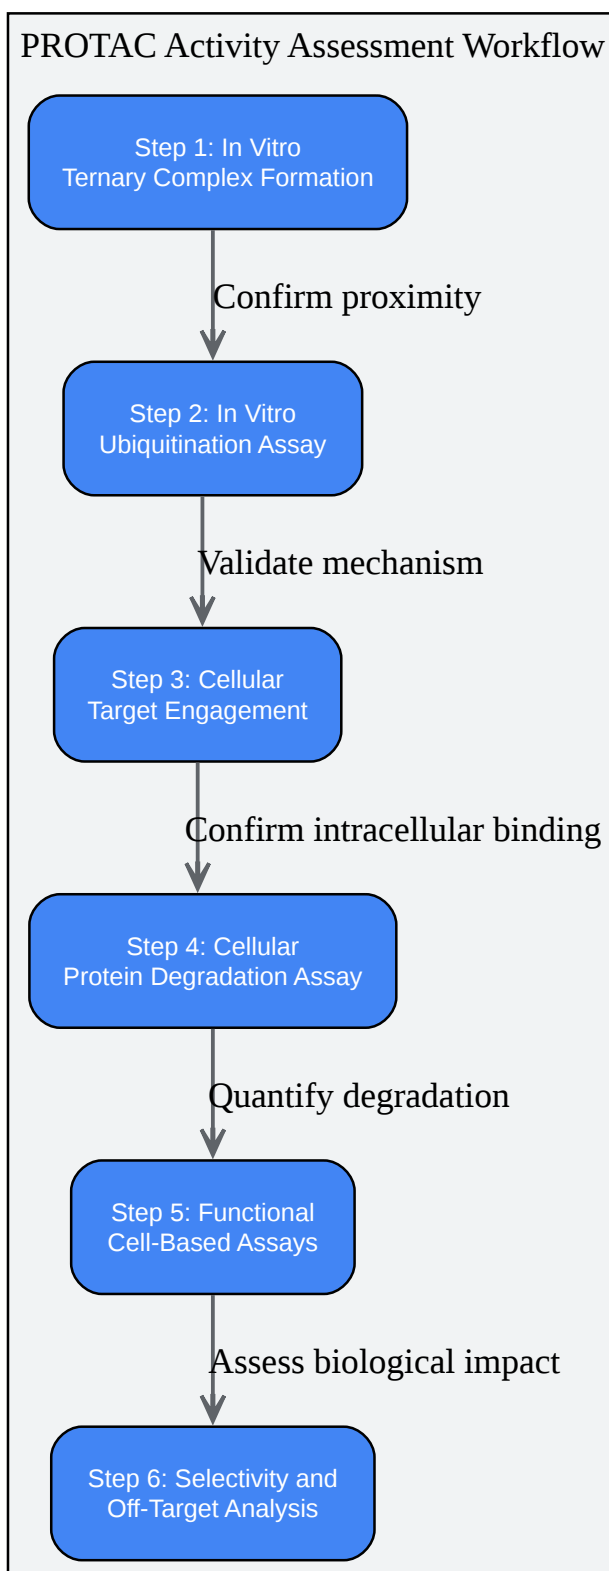 PROTAC Activity Assessment Workflow
Step 1: In Vitro
Ternary Complex Formation
Confirm proximity
Step 2: In Vitro
Ubiquitination Assay
Validate mechanism
Step 3: Cellular
Target Engagement
Confirm intracellular binding
Step 4: Cellular
Protein Degradation Assay
Quantify degradation
Step 5: Functional
Cell-Based Assays
Assess biological impact
Step 6: Selectivity and
Off-Target Analysis